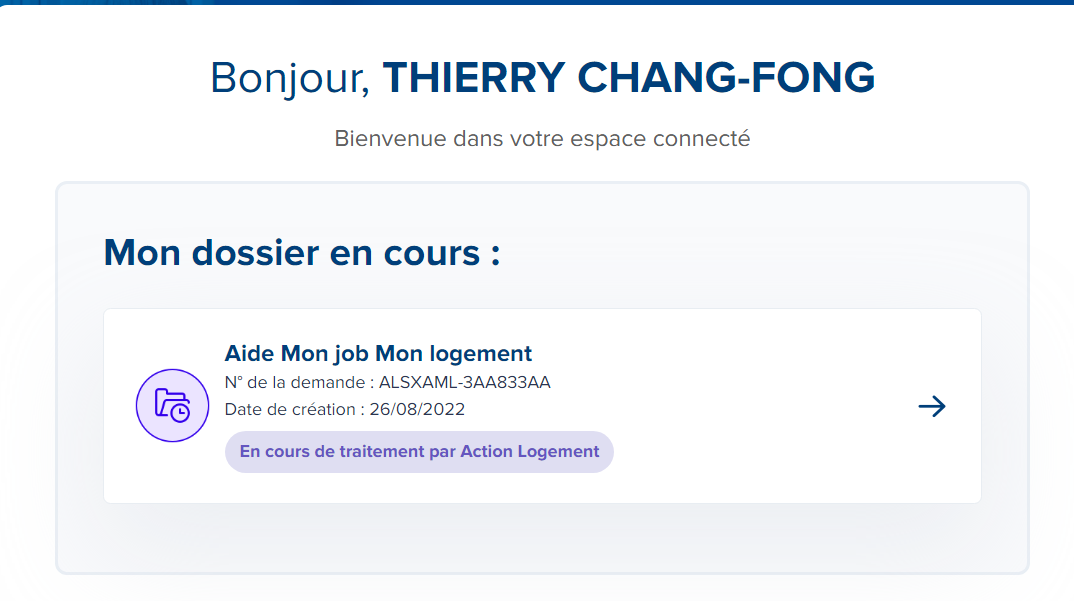 Bonjour, THIERRY CHANG-FONG
Bienvenue dans votre espace connecté
Mon dossier en cours :
Aide Mon job Mon logement
N° de la demande : ALSXAML-3AA833AA
Date de création : 26/08/2022
En cours de traitement par Action Logement